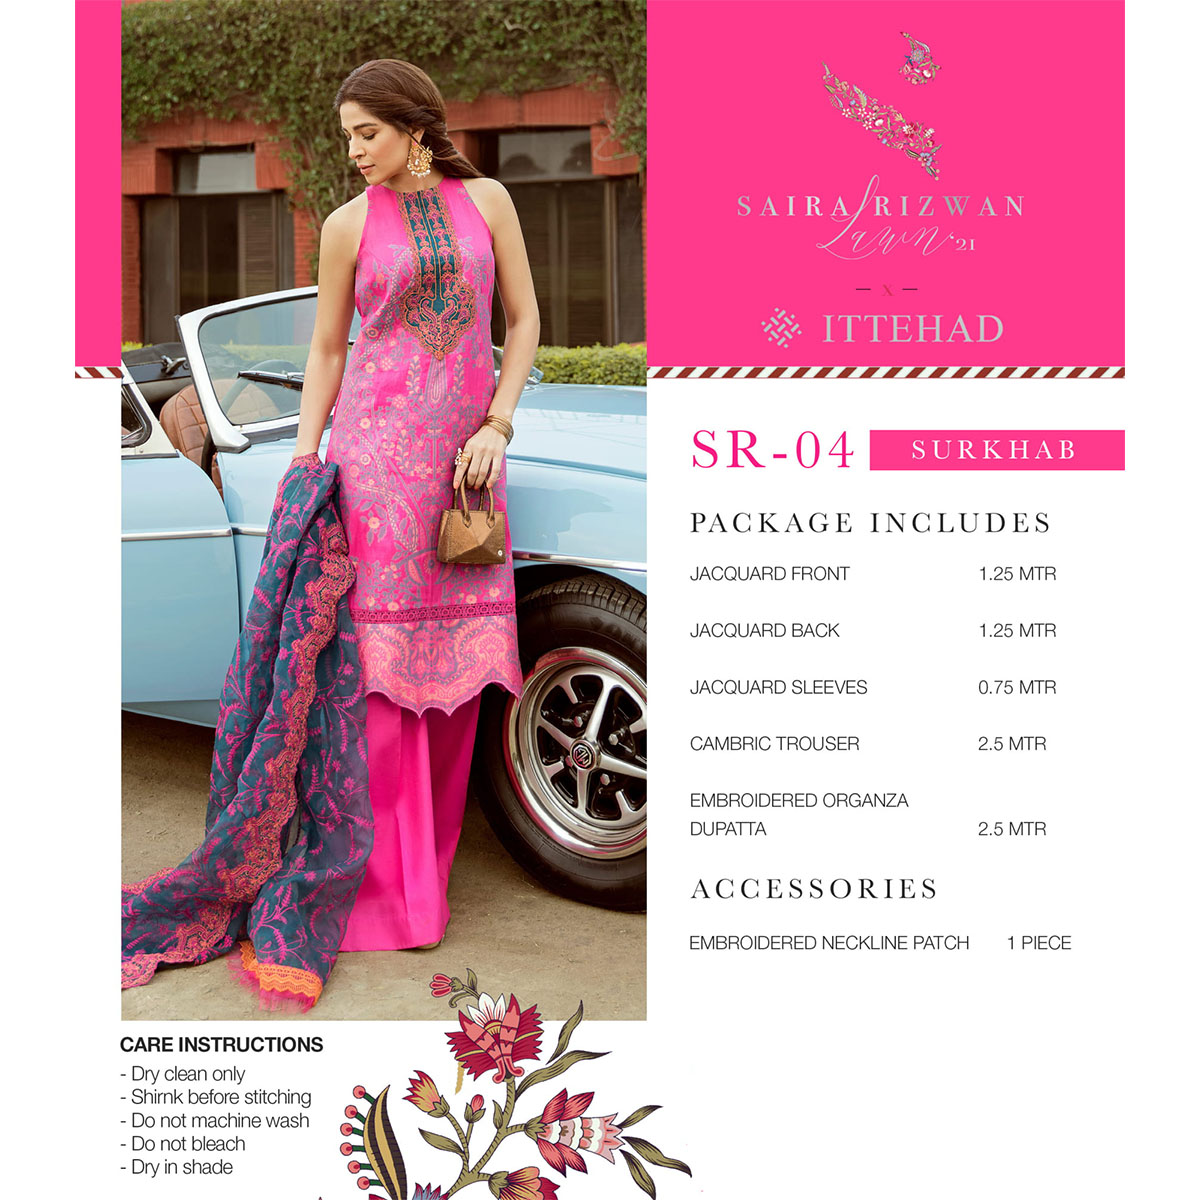 SAIRA RIZWAN
Lawn '21
X
ITTEHAD
SR-04 SURKHAB
PACKAGE INCLUDES
JACQUARD FRONT 1.25 MTR
JACQUARD BACK 1.25 MTR
JACQUARD SLEEVES 0.75 MTR
CAMBRIC TROUSER 2.5 MTR
EMBROIDERED ORGANZA
DUPATTA 2.5 MTR
ACCESSORIES
EMBROIDERED NECKLINE PATCH 1 PIECE
CARE INSTRUCTIONS
- Dry clean only
- Shirnk before stitching
- Do not machine wash
- Do not bleach
- Dry in shade
MG